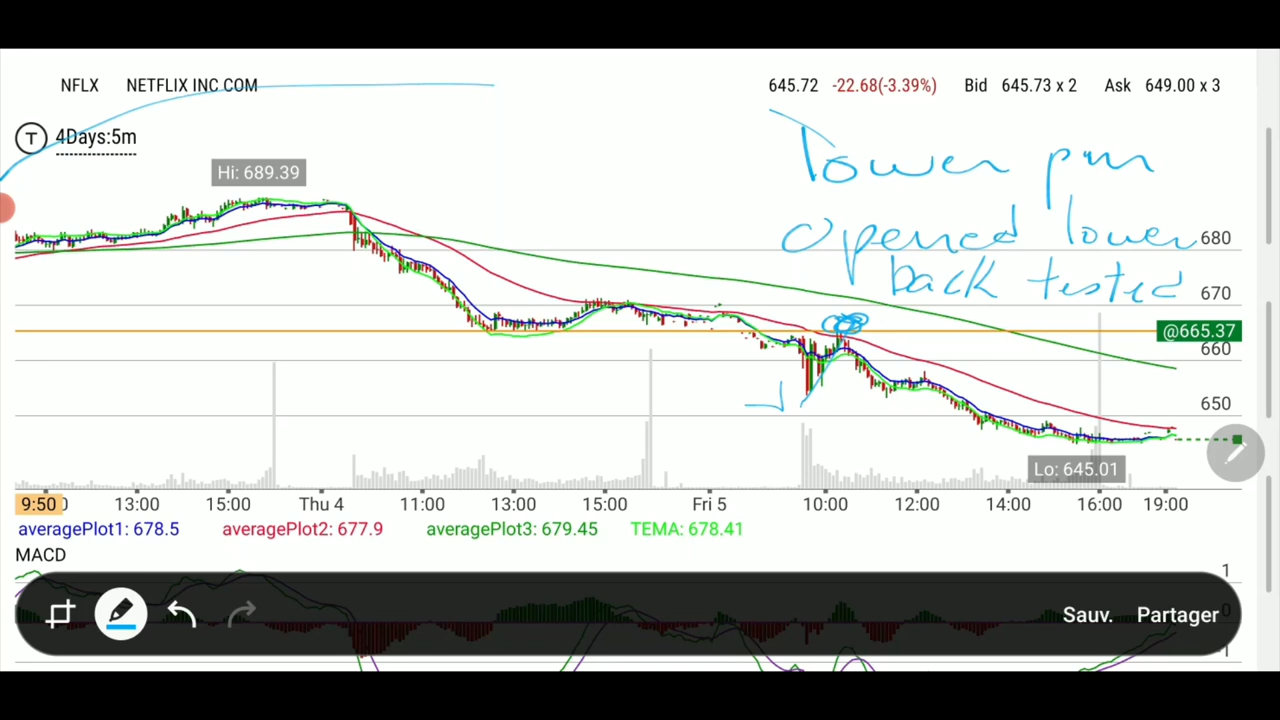 NFLX NETFLIX INC.COM 645.72 -22.68(-3.39%) Bid 645.73 x 2 Ask 649.00 x 3
T 4Days:5m
Hi: 689.39
lower pm
opened lower
back tested
680
670
@665.37
660
650
Lo: 645.01
9:50 13:00 15:00 Thu 4 11:00 13:00 15:00 Fri 5 10:00 12:00 14:00 16:00 19:00
averagePlot1: 678.5 averagePlot2: 677.9 averagePlot3: 679.45 TEMA: 678.41
MACD
1
0
Sauv. Partager
-1